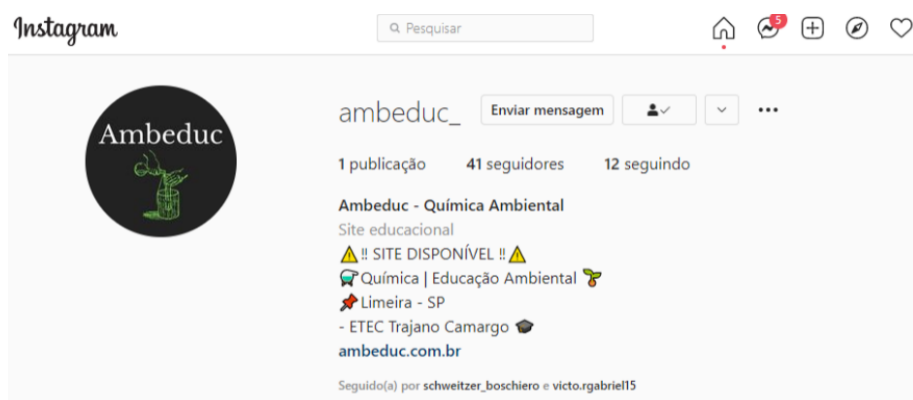 Instagram
Pesquisar
5
Ambeduc
ambeduc_ Enviar mensagem
1 publicação 41 seguidores 12 seguindo
Ambeduc - Química Ambiental
Site educacional
⚠️ ‼ SITE DISPONÍVEL ‼ ⚠️
Química | Educação Ambiental
📌Limeira - SP
- ETEC Trajano Camargo 🎓
ambeduc.com.br
Seguido(a) por schweitzer_boschiero e victo.rgabriel15